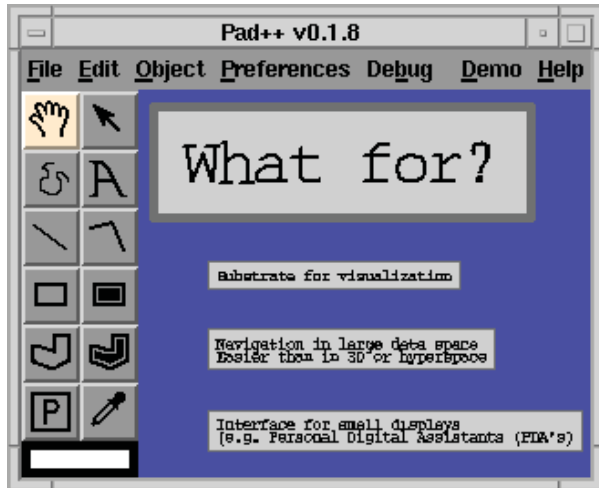 Pad++ v0.1.8
File Edit Object Preferences Debug Demo Help
What for?
A
Substrate for visualization
Navigation in large data space
Easier than in 3D or hyperspace
P
Interface for small displays
(e.g. Personal Digital Assistants (PDA's)